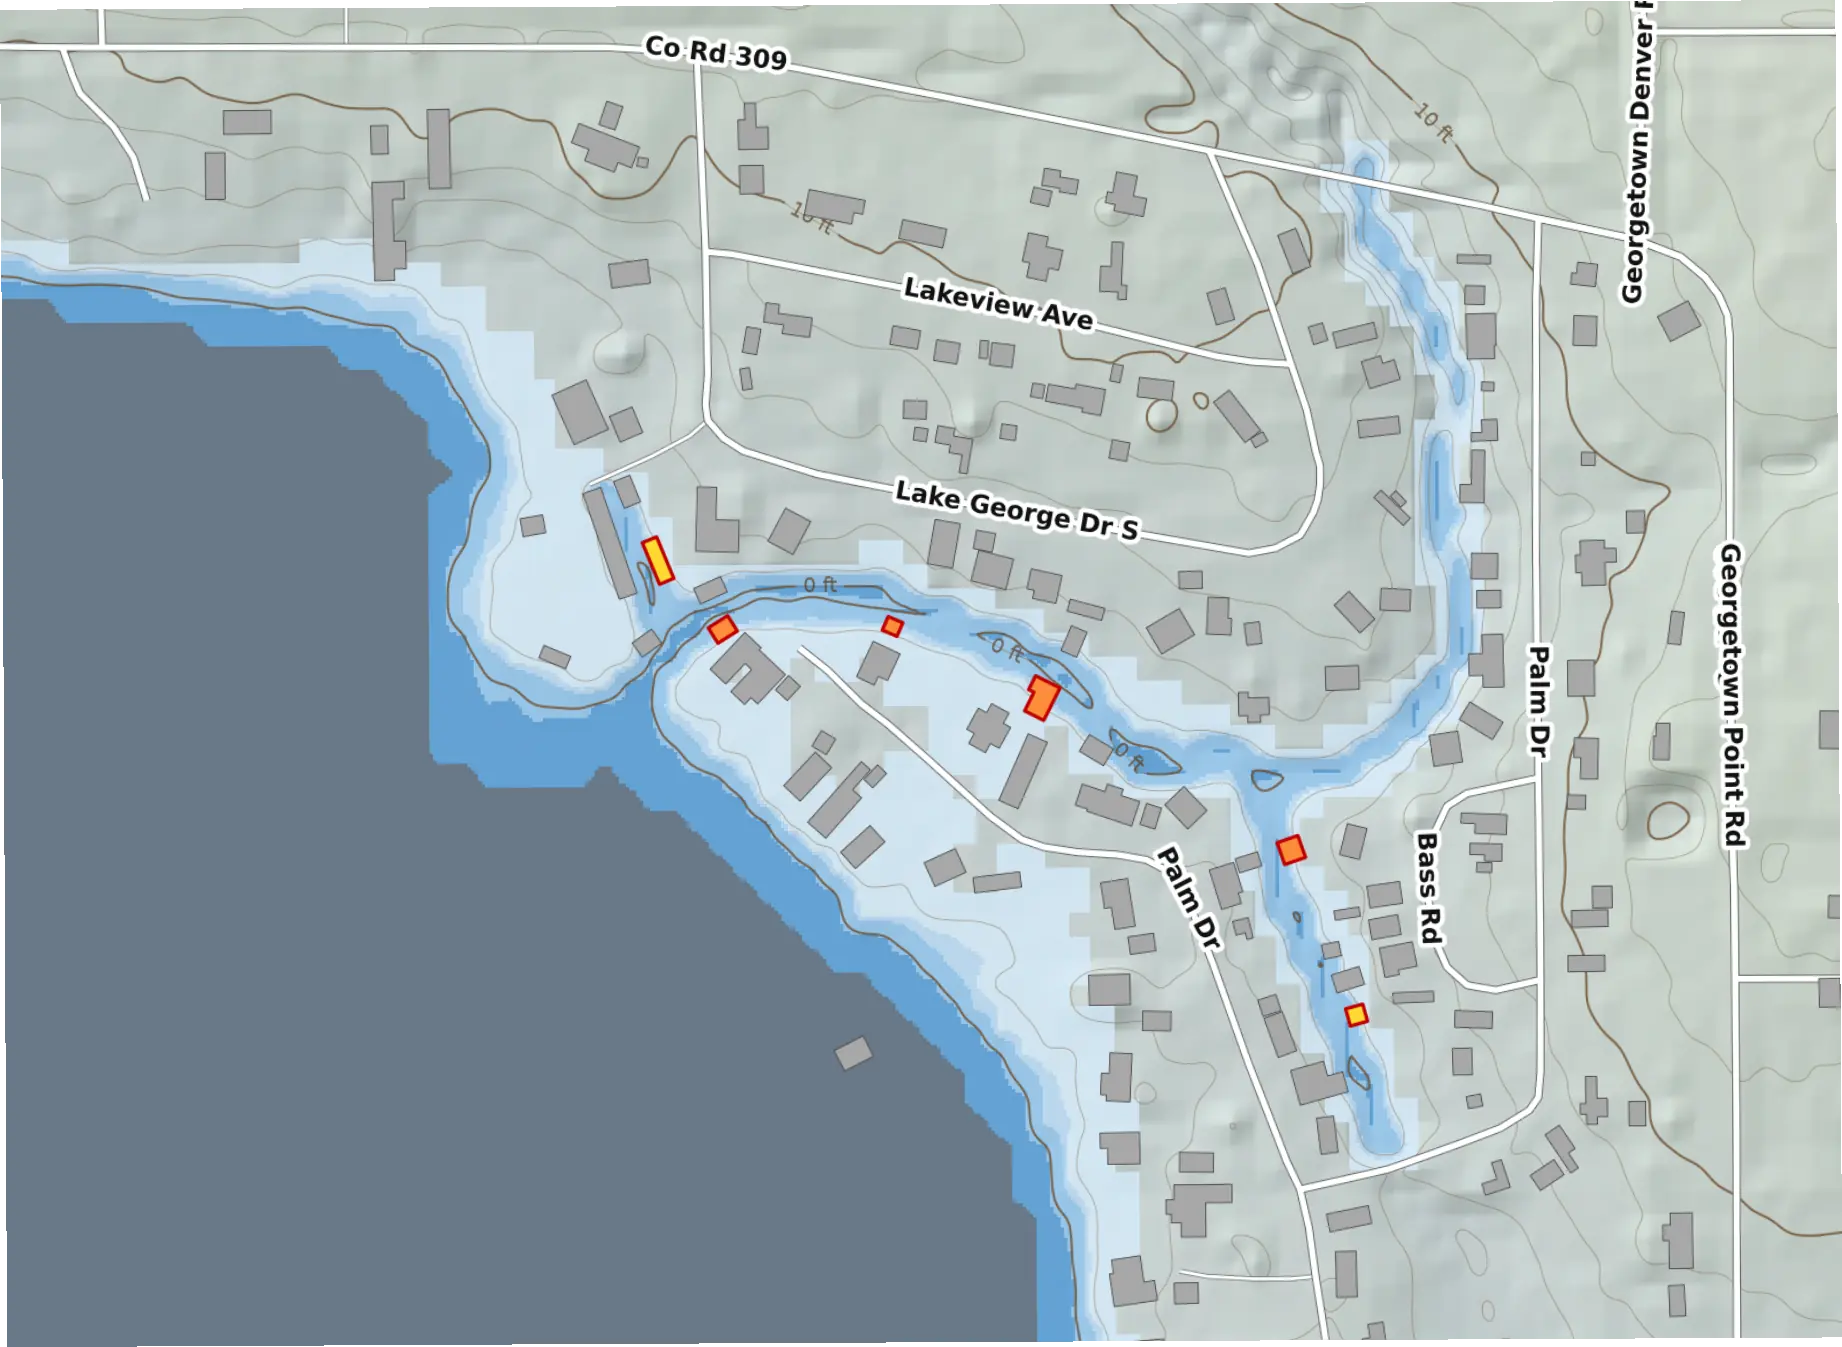 Co Rd 309
10 ft
Georgetown Denver
10 ft
Lakeview Ave
Lake George Dr S
0 ft
0 ft
0 ft
Palm Dr
Georgetown Point Rd
Bass Rd
Palm Dr